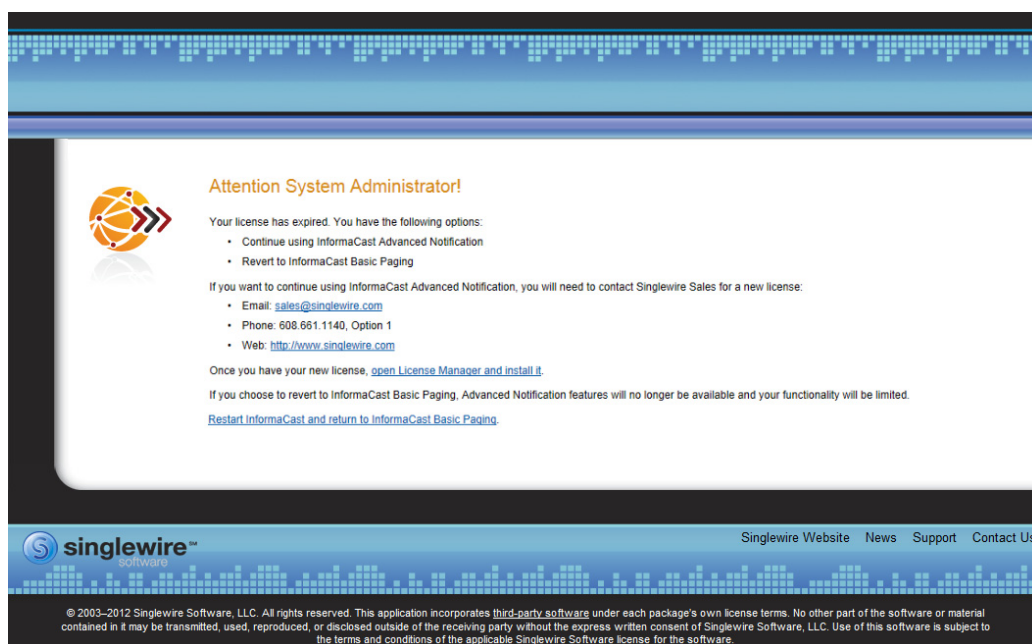 Attention System Administrator!
Your license has expired. You have the following options:
• Continue using InformaCast Advanced Notification
• Revert to InformaCast Basic Paging
If you want to continue using InformaCast Advanced Notification, you will need to contact Singlewire Sales for a new license:
• Email: sales@singlewire.com
• Phone: 608.661.1140, Option 1
• Web: http://www.singlewire.com
Once you have your new license, open License Manager and install it.
If you choose to revert to InformaCast Basic Paging, Advanced Notification features will no longer be available and your functionality will be limited.
Restart InformaCast and return to InformaCast Basic Paging.
Singlewire Website News Support Contact Us
singlewire℠
software
© 2003–2012 Singlewire Software, LLC. All rights reserved. This application incorporates third-party software under each package's own license terms. No other part of the software or material
contained in it may be transmitted, used, reproduced, or disclosed outside of the receiving party without the express written consent of Singlewire Software, LLC. Use of this software is subject to
the terms and conditions of the applicable Singlewire Software license for the software.